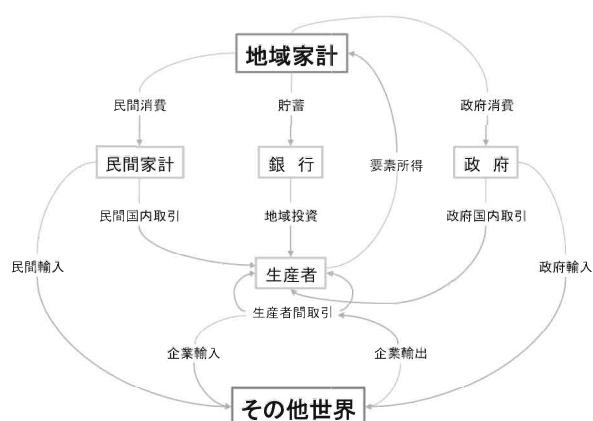 地域家計
民間消費
貯蓄
政府消費
民間家計
銀 行
要素所得
政 府
民間国内取引
地域投資
政府国内取引
民間輸入
生産者
政府輸入
生産者間取引
企業輸入
企業輸出
その他世界